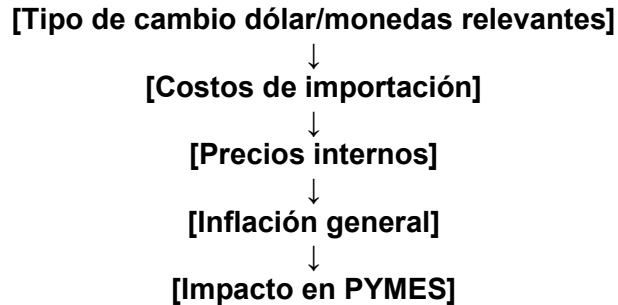 [Tipo de cambio dólar/monedas relevantes]
↓
[Costos de importación]
↓
[Precios internos]
↓
[Inflación general]
↓
[Impacto en PYMES]